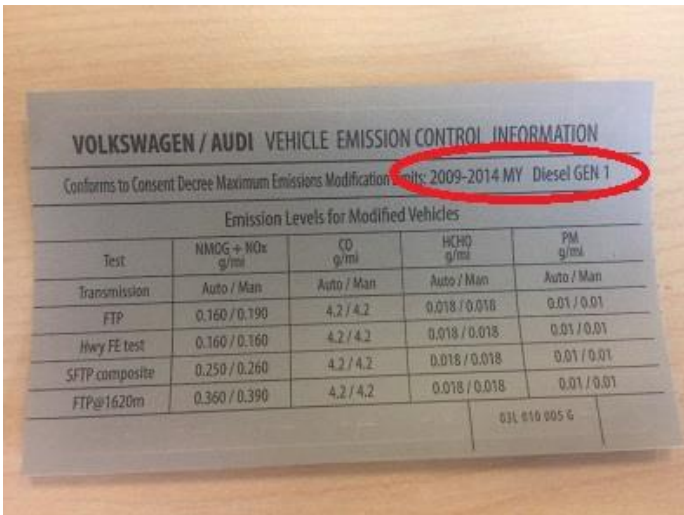 VOLKSWAGEN / AUDI VEHICLE EMISSION CONTROL INFORMATION
Conforms to Consent Decree Maximum Emissions Modification Limits: 2009-2014 MY Diesel GEN 1
Emission Levels for Modified Vehicles
Test NMOG + NOx g/mi CO g/mi HCHO g/mi PM g/mi
Transmission Auto / Man Auto / Man Auto / Man Auto / Man
FTP 0.160 / 0.190 4.2 / 4.2 0.018 / 0.018 0.01 / 0.01
Hwy FE test 0.160 / 0.160 4.2 / 4.2 0.018 / 0.018 0.01 / 0.01
SFTP composite 0.250 / 0.260 4.2 / 4.2 0.018 / 0.018 0.01 / 0.01
FTP@1620m 0.360 / 0.390 4.2 / 4.2 0.018 / 0.018 0.01 / 0.01
03L 010 005 G